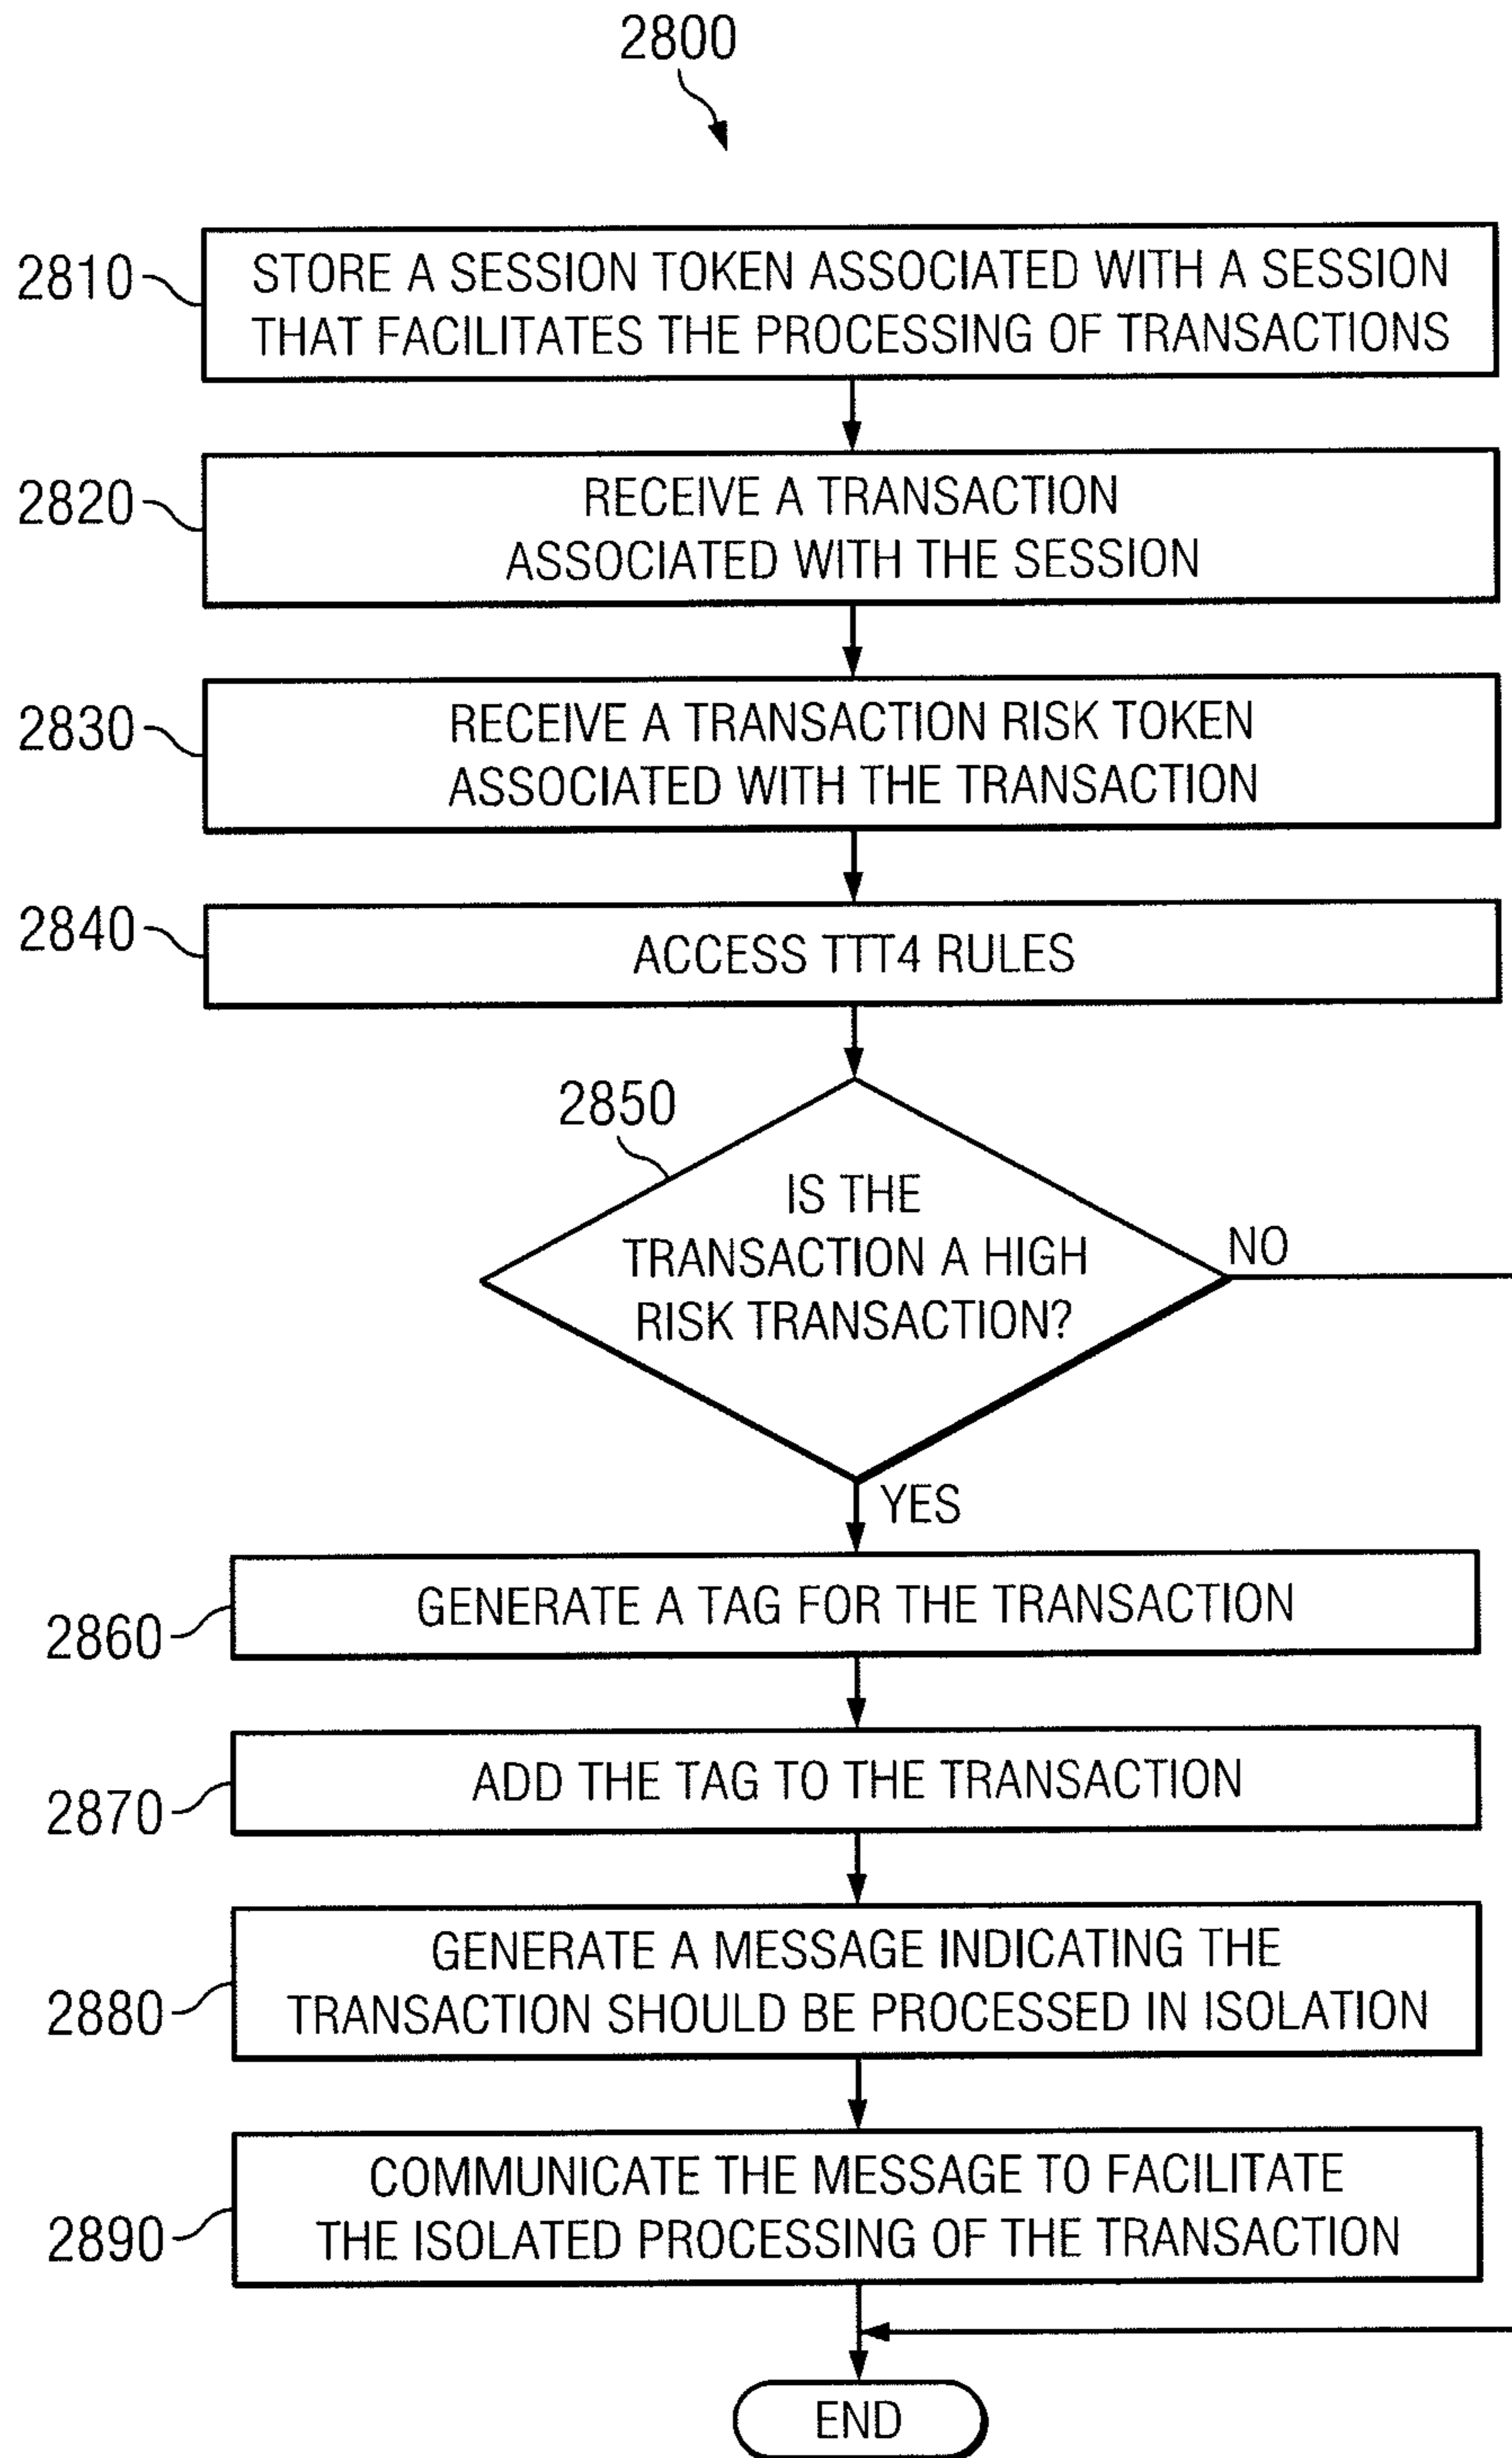 2800
2810
STORE A SESSION TOKEN ASSOCIATED WITH A SESSION
THAT FACILITATES THE PROCESSING OF TRANSACTIONS
2820
RECEIVE A TRANSACTION
ASSOCIATED WITH THE SESSION
2830
RECEIVE A TRANSACTION RISK TOKEN
ASSOCIATED WITH THE TRANSACTION
2840
ACCESS TTT4 RULES
2850
IS THE
TRANSACTION A HIGH
RISK TRANSACTION?
NO
YES
2860
GENERATE A TAG FOR THE TRANSACTION
2870
ADD THE TAG TO THE TRANSACTION
2880
GENERATE A MESSAGE INDICATING THE
TRANSACTION SHOULD BE PROCESSED IN ISOLATION
2890
COMMUNICATE THE MESSAGE TO FACILITATE
THE ISOLATED PROCESSING OF THE TRANSACTION
END